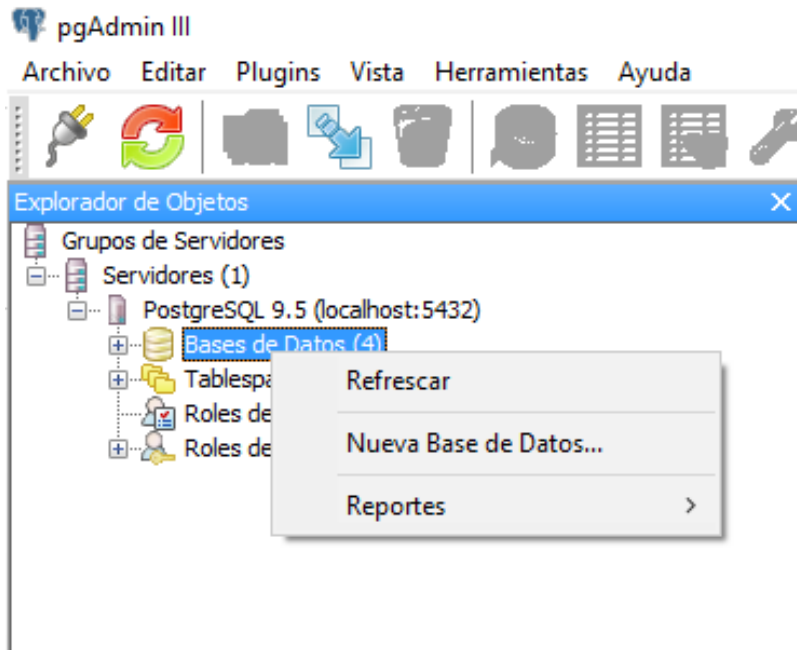 pgAdmin III
Archivo Editar Plugins Vista Herramientas Ayuda
Explorador de Objetos
Grupos de Servidores
Servidores (1)
PostgreSQL 9.5 (localhost:5432)
Bases de Datos (4)
Tablespa
Roles de
Roles de
Refrescar
Nueva Base de Datos...
Reportes